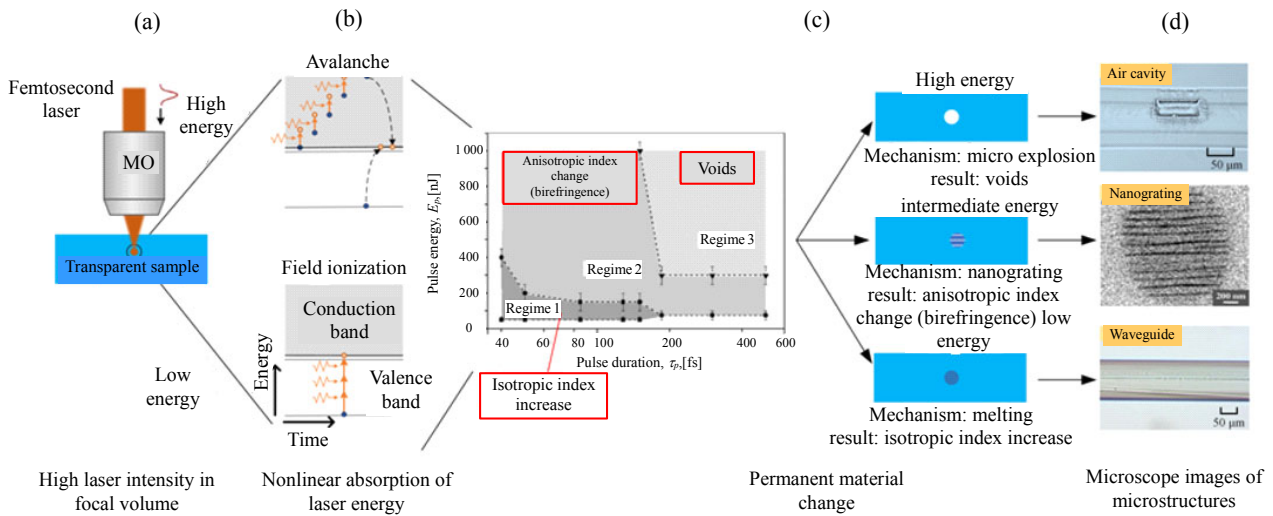 (a)
Femtosecond
laser
High
energy
MO
Transparent sample
Low
energy
High laser intensity in
focal volume
(b)
Avalanche
Field ionization
Conduction
band
Energy
Valence
band
Time
Nonlinear absorption of
laser energy
Pulse energy, Ep,[nJ]
1 000
800
600
400
200
100
0
Anisotropic index
change
(birefringence)
Voids
Regime 3
Regime 2
Regime 1
40
60
80
100
200
400
600
Pulse duration, τp,[fs]
Isotropic index
increase
(c)
High energy
Mechanism: micro explosion
result: voids
intermediate energy
Mechanism: nanograting
result: anisotropic index
change (birefringence) low
energy
Mechanism: melting
result: isotropic index increase
Permanent material
change
(d)
Air cavity
50 μm
Nanograting
200 nm
Waveguide
50 μm
Microscope images of
microstructures